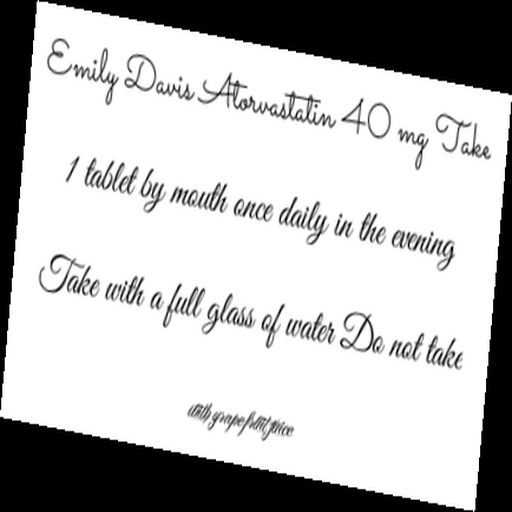 Emily Davis Atorvastatin 40 mg Take
1 tablet by mouth once daily in the evening
Take with a full glass of water Do not take
with grapefruit juice